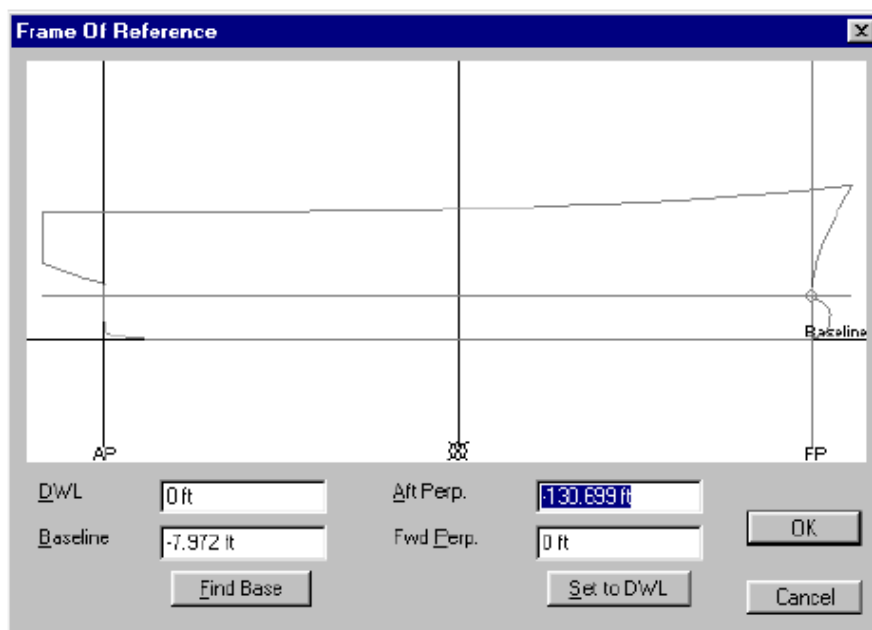 Frame Of Reference
Baseline
AP
FP
DWL
0 ft
Aft Perp.
-130.699 ft
Baseline
-7.972 ft
Fwd Perp.
0 ft
OK
Find Base
Set to DWL
Cancel